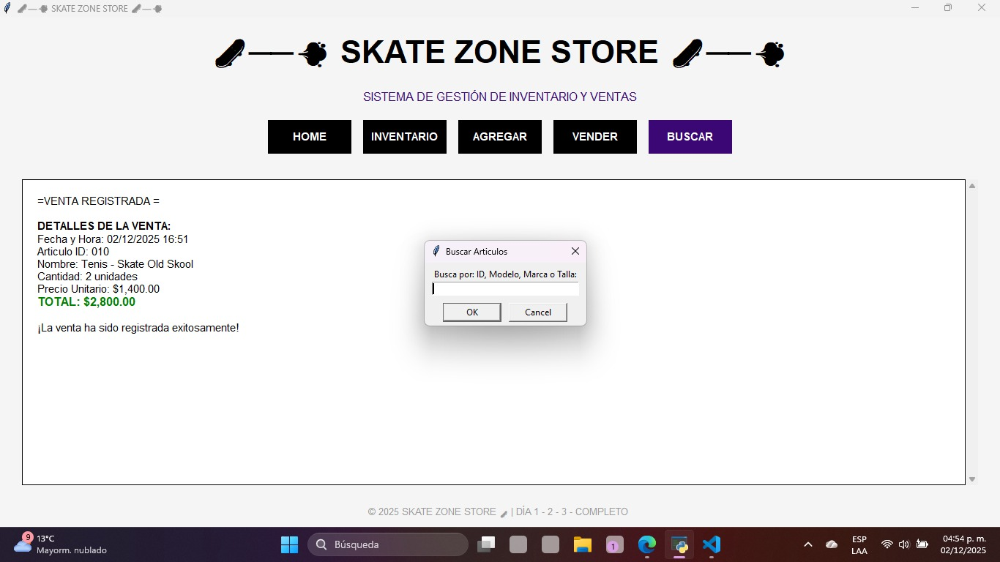 SKATE ZONE STORE
SKATE ZONE STORE
SISTEMA DE GESTIÓN DE INVENTARIO Y VENTAS
HOME INVENTARIO AGREGAR VENDER BUSCAR
=VENTA REGISTRADA =
DETALLES DE LA VENTA:
Fecha y Hora: 02/12/2025 16:51
Articulo ID: 010
Nombre: Tenis - Skate Old Skool
Cantidad: 2 unidades
Precio Unitario: $1,400.00
TOTAL: $2,800.00
¡La venta ha sido registrada exitosamente!
Buscar Articulos
Busca por: ID, Modelo, Marca o Talla:
OK Cancel
© 2025 SKATE ZONE STORE 🛹 | DÍA 1 - 2 - 3 - COMPLETO
9
13°C
Mayorm. nublado
Búsqueda
1
ESP
LAA
04:54 p. m.
02/12/2025